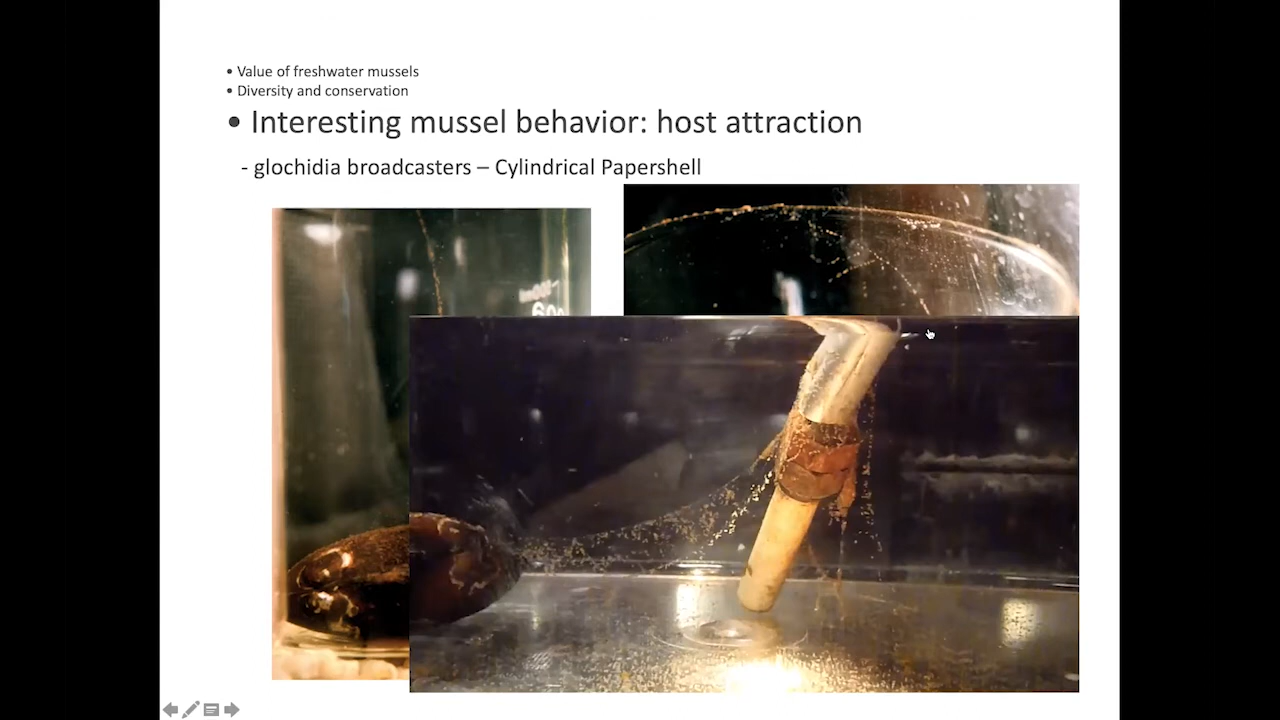 • Value of freshwater mussels
• Diversity and conservation
• Interesting mussel behavior: host attraction
- glochidia broadcasters – Cylindrical Papershell